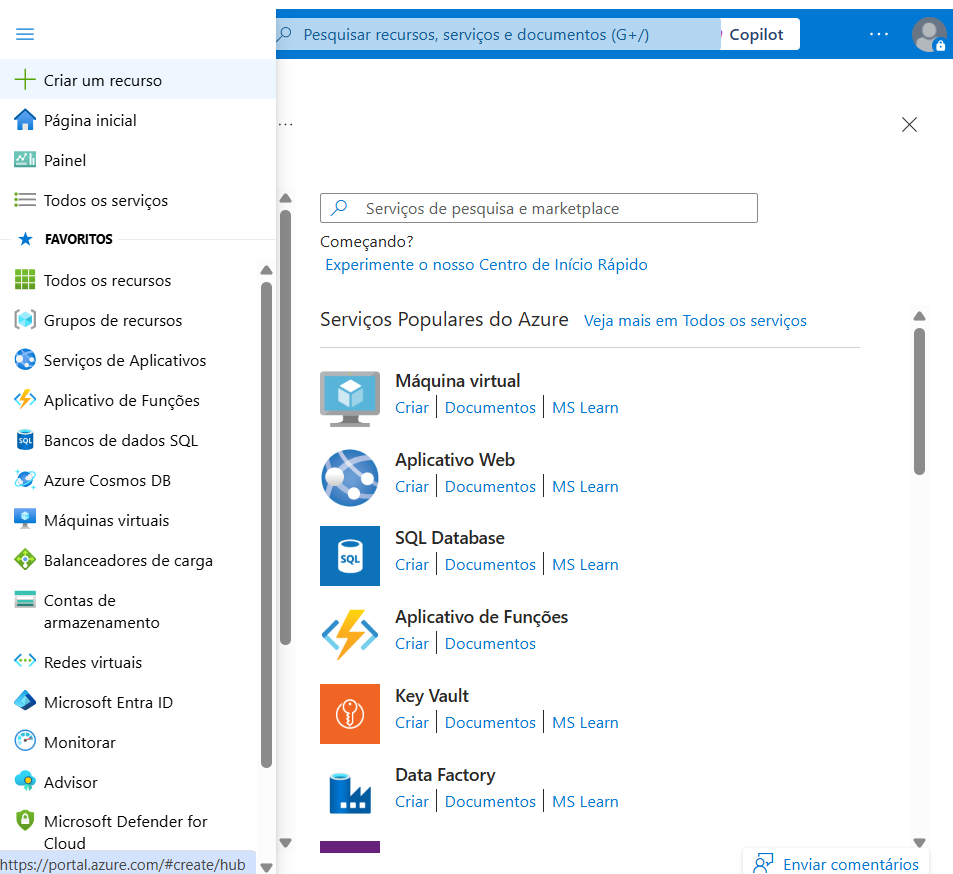 Pesquisar recursos, serviços e documentos (G+/)
Copilot
...
Criar um recurso
Página inicial
Painel
Todos os serviços
FAVORITOS
Todos os recursos
Grupos de recursos
Serviços de Aplicativos
Aplicativo de Funções
SQL
Bancos de dados SQL
Azure Cosmos DB
Máquinas virtuais
Balanceadores de carga
Contas de
armazenamento
Redes virtuais
Microsoft Entra ID
Monitorar
Advisor
Microsoft Defender for
Cloud
https://portal.azure.com/#create/hub
...
Serviços de pesquisa e marketplace
Começando?
Experimente o nosso Centro de Início Rápido
Serviços Populares do Azure Veja mais em Todos os serviços
Máquina virtual
Criar | Documentos | MS Learn
Aplicativo Web
Criar | Documentos | MS Learn
SQL
SQL Database
Criar | Documentos | MS Learn
Aplicativo de Funções
Criar | Documentos
Key Vault
Criar | Documentos | MS Learn
Data Factory
Criar | Documentos | MS Learn
Enviar comentários